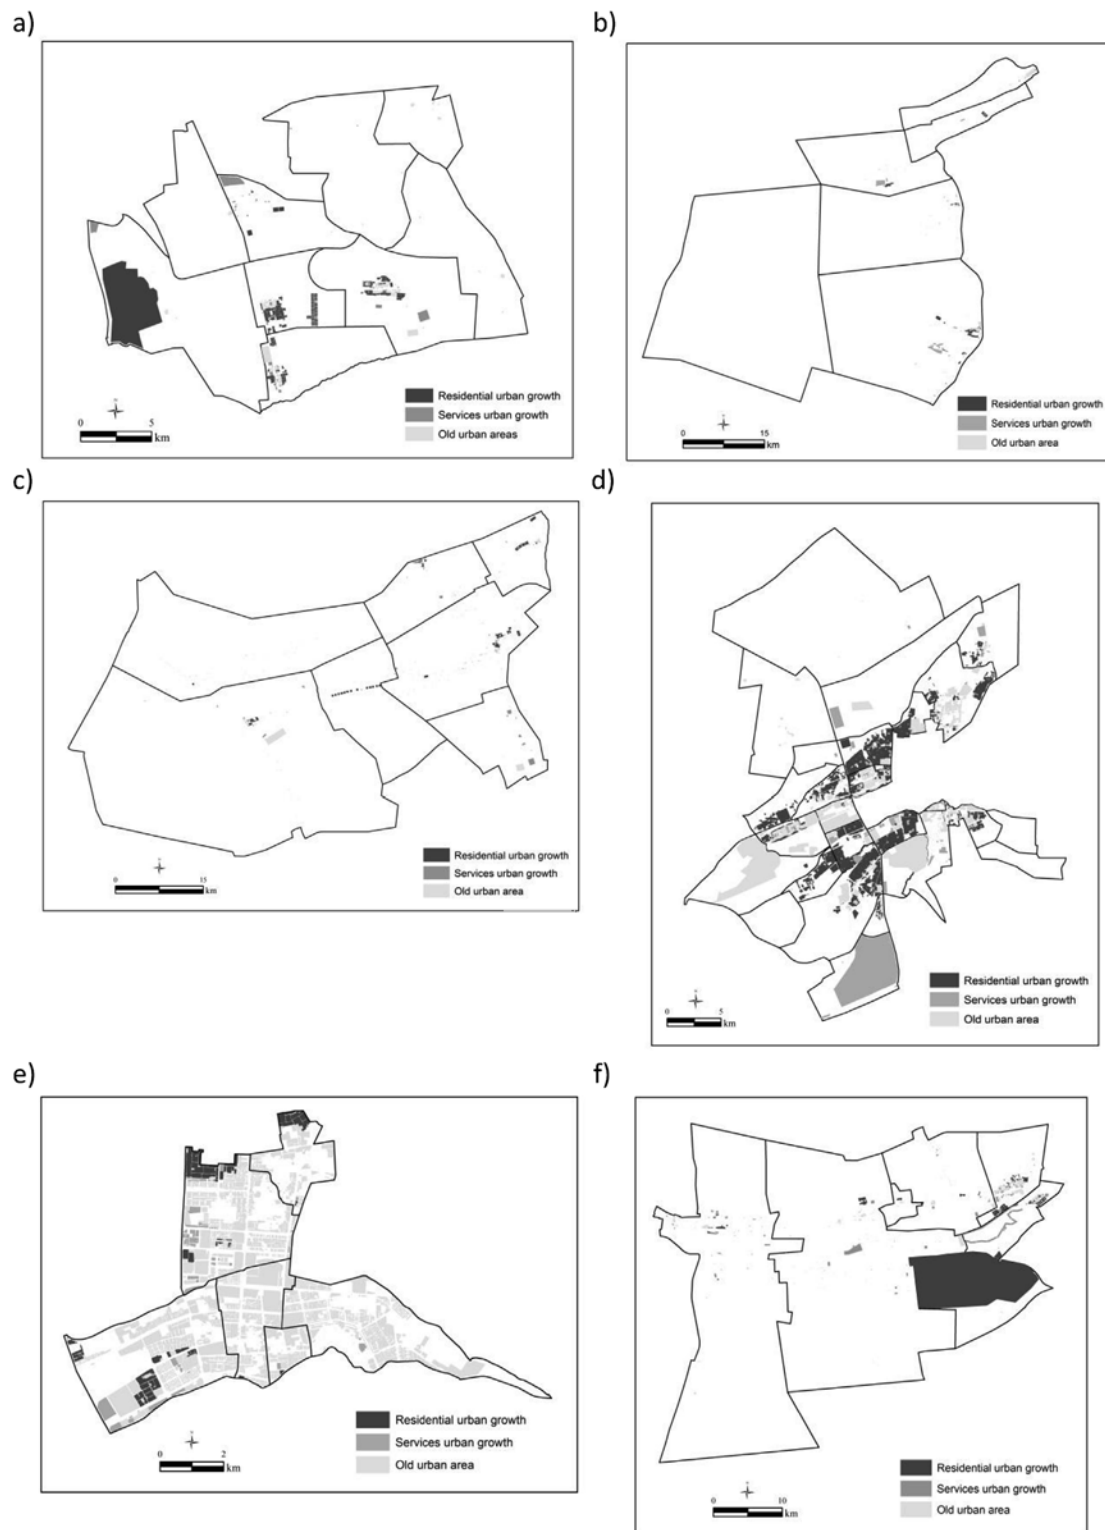 a)
Residential urban growth
Services urban growth
Old urban areas
0 5
km
b)
Residential urban growth
Services urban growth
Old urban area
0 15
km
c)
Residential urban growth
Services urban growth
Old urban area
0 15
km
d)
Residential urban growth
Services urban growth
Old urban area
0 5
km
e)
Residential urban growth
Services urban growth
Old urban area
0 2
km
f)
Residential urban growth
Services urban growth
Old urban area
0 10
km